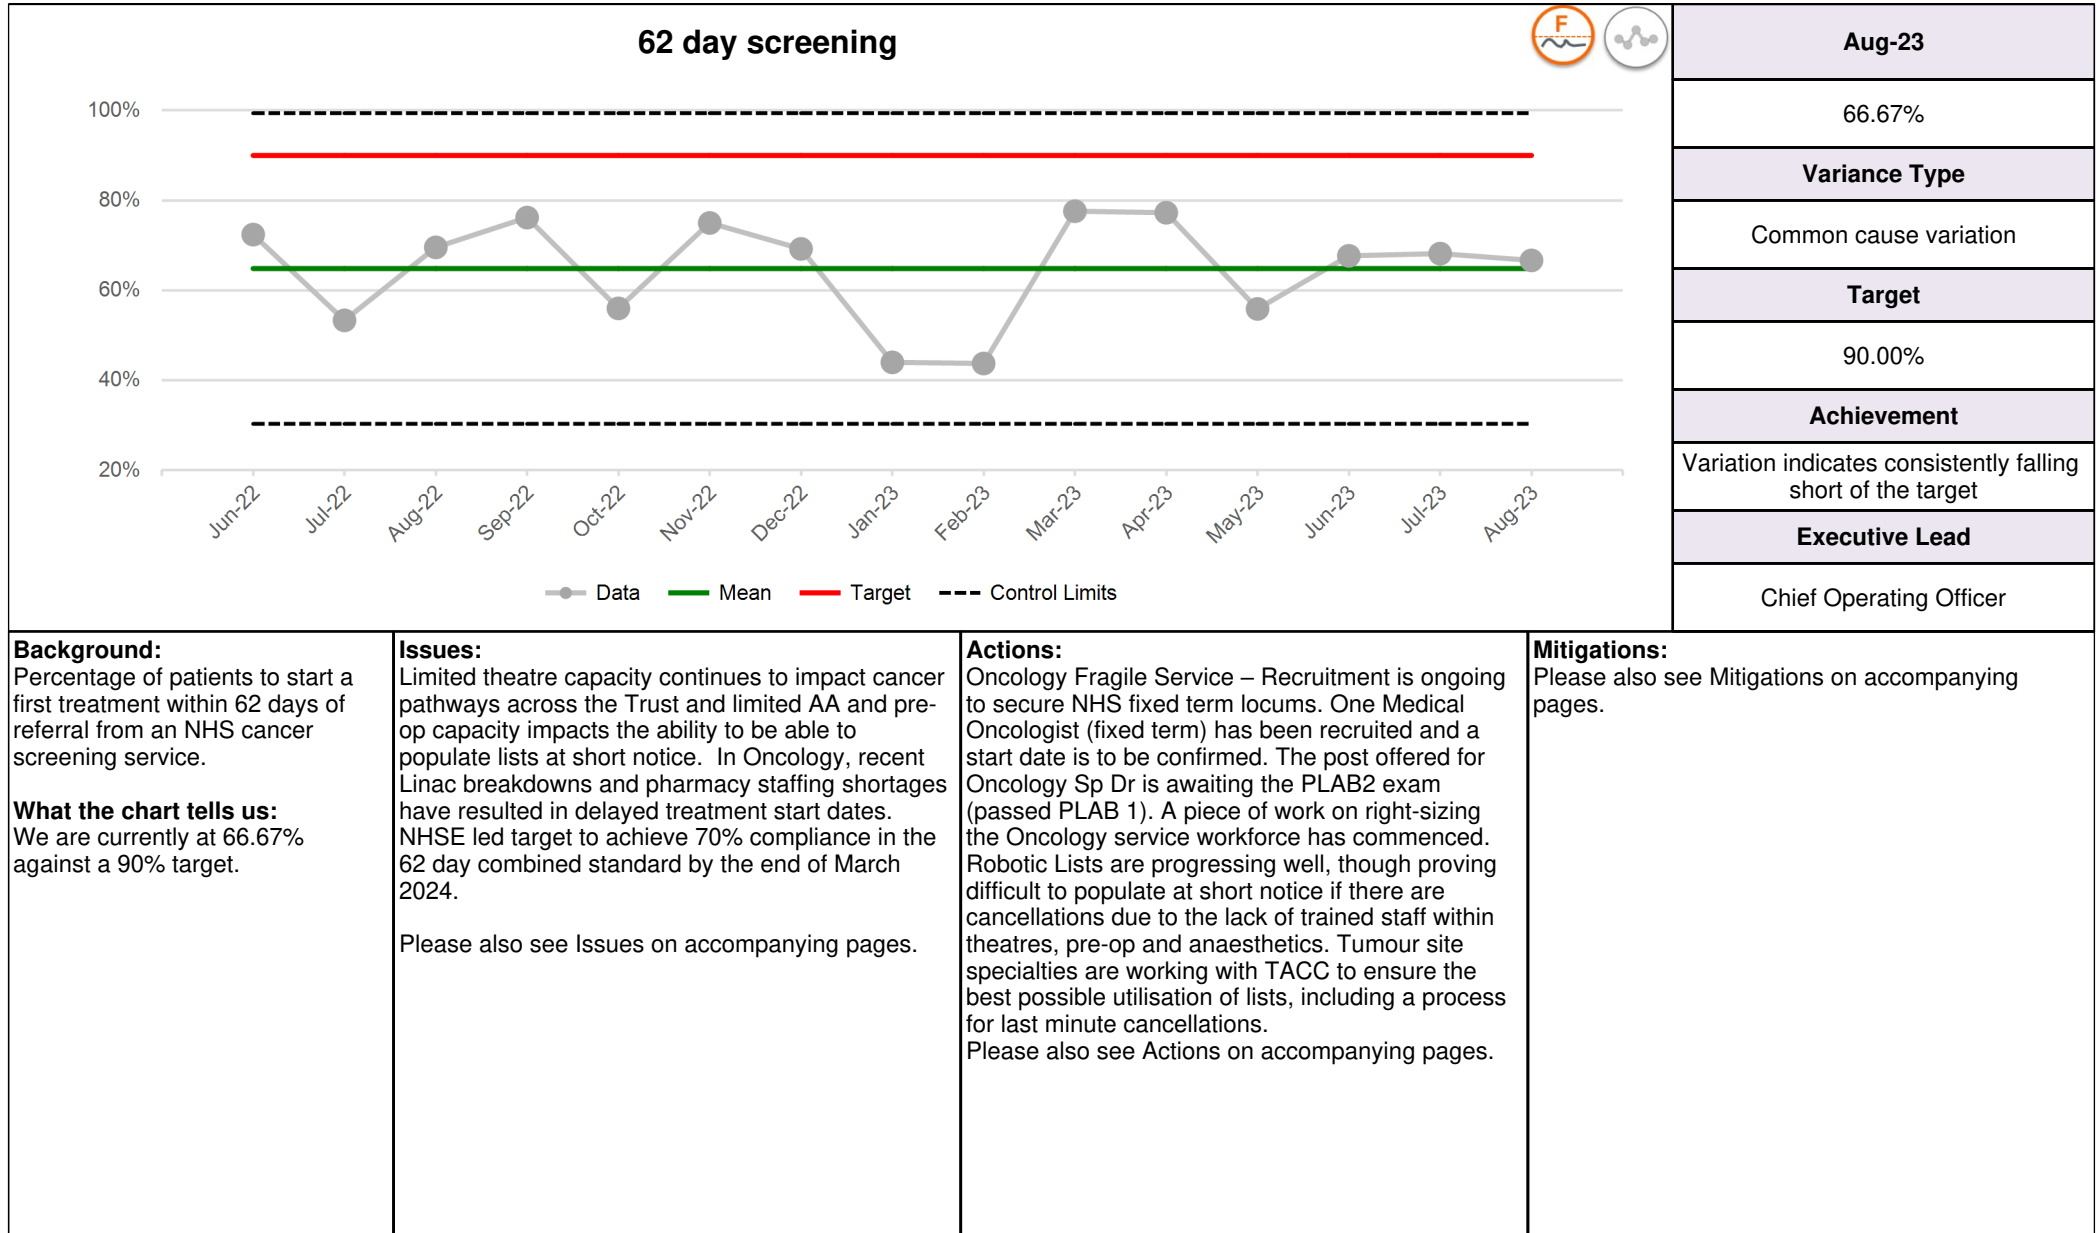 62 day screening
F
100%
80%
60%
40%
20%
Jun-22
Jul-22
Aug-22
Sep-22
Oct-22
Nov-22
Dec-22
Jan-23
Feb-23
Mar-23
Apr-23
May-23
Jun-23
Jul-23
Aug-23
Data
Mean
Target
Control Limits
Aug-23
66.67%
Variance Type
Common cause variation
Target
90.00%
Achievement
Variation indicates consistently falling
short of the target
Executive Lead
Chief Operating Officer
Background:
Percentage of patients to start a
first treatment within 62 days of
referral from an NHS cancer
screening service.
What the chart tells us:
We are currently at 66.67%
against a 90% target.
Issues:
Limited theatre capacity continues to impact cancer
pathways across the Trust and limited AA and pre-
op capacity impacts the ability to be able to
populate lists at short notice.  In Oncology, recent
Linac breakdowns and pharmacy staffing shortages
have resulted in delayed treatment start dates.
NHSE led target to achieve 70% compliance in the
62 day combined standard by the end of March
2024.
Please also see Issues on accompanying pages.
Actions:
Oncology Fragile Service – Recruitment is ongoing
to secure NHS fixed term locums. One Medical
Oncologist (fixed term) has been recruited and a
start date is to be confirmed. The post offered for
Oncology Sp Dr is awaiting the PLAB2 exam
(passed PLAB 1). A piece of work on right-sizing
the Oncology service workforce has commenced.
Robotic Lists are progressing well, though proving
difficult to populate at short notice if there are
cancellations due to the lack of trained staff within
theatres, pre-op and anaesthetics. Tumour site
specialties are working with TACC to ensure the
best possible utilisation of lists, including a process
for last minute cancellations.
Please also see Actions on accompanying pages.
Mitigations:
Please also see Mitigations on accompanying
pages.